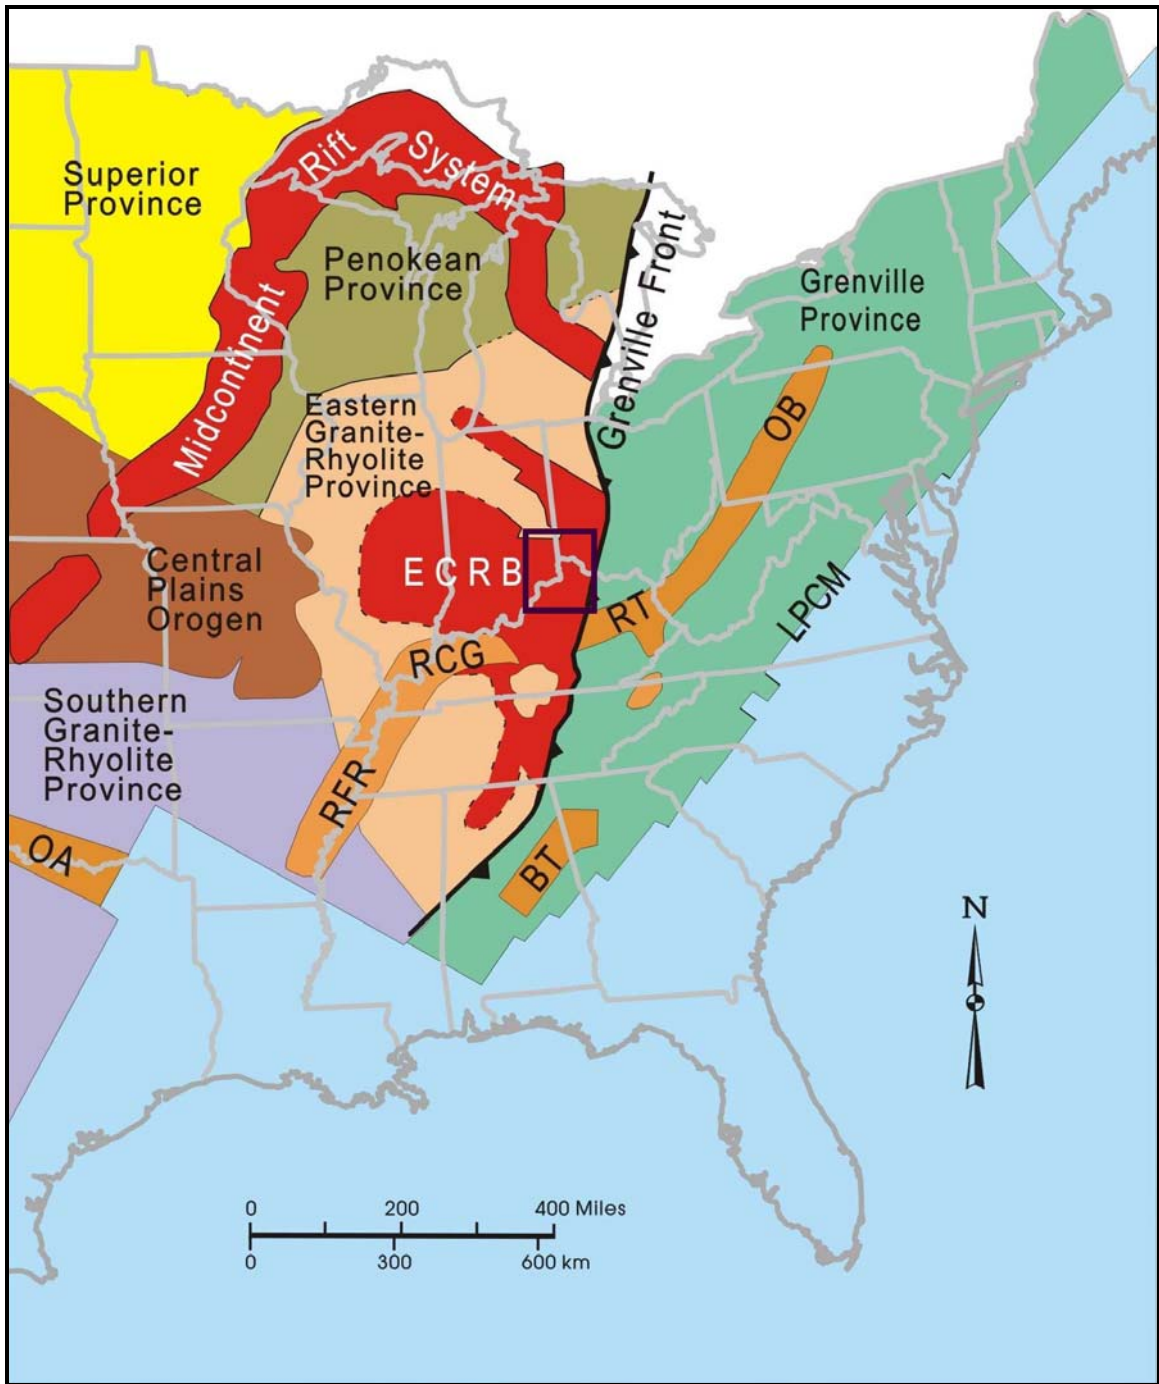 Rift
System
Superior
Province
Penokean
Province
Midcontinent
Grenville Front
Grenville
Province
Eastern
Granite-
Rhyolite
Province
OB
E C R B
Central
Plains
Orogen
RT
LPCM
RCG
Southern
Granite-
Rhyolite
Province
RFR
OA
BT
N
0 200 400 Miles
0 300 600 km